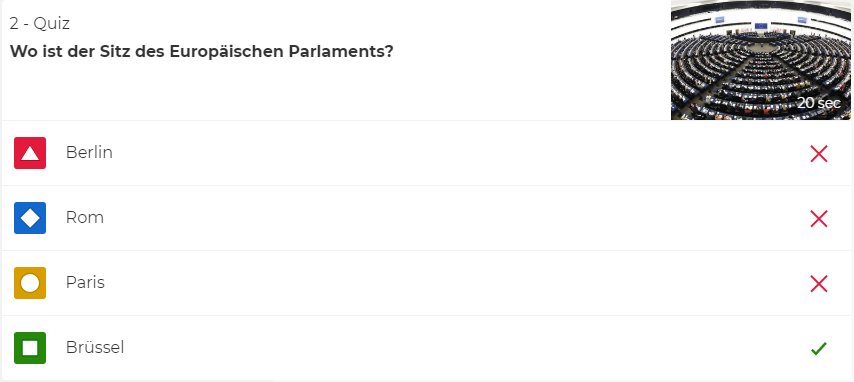 2 - Quiz
Wo ist der Sitz des Europäischen Parlaments?
20 sec
Berlin
Rom
Paris
Brüssel